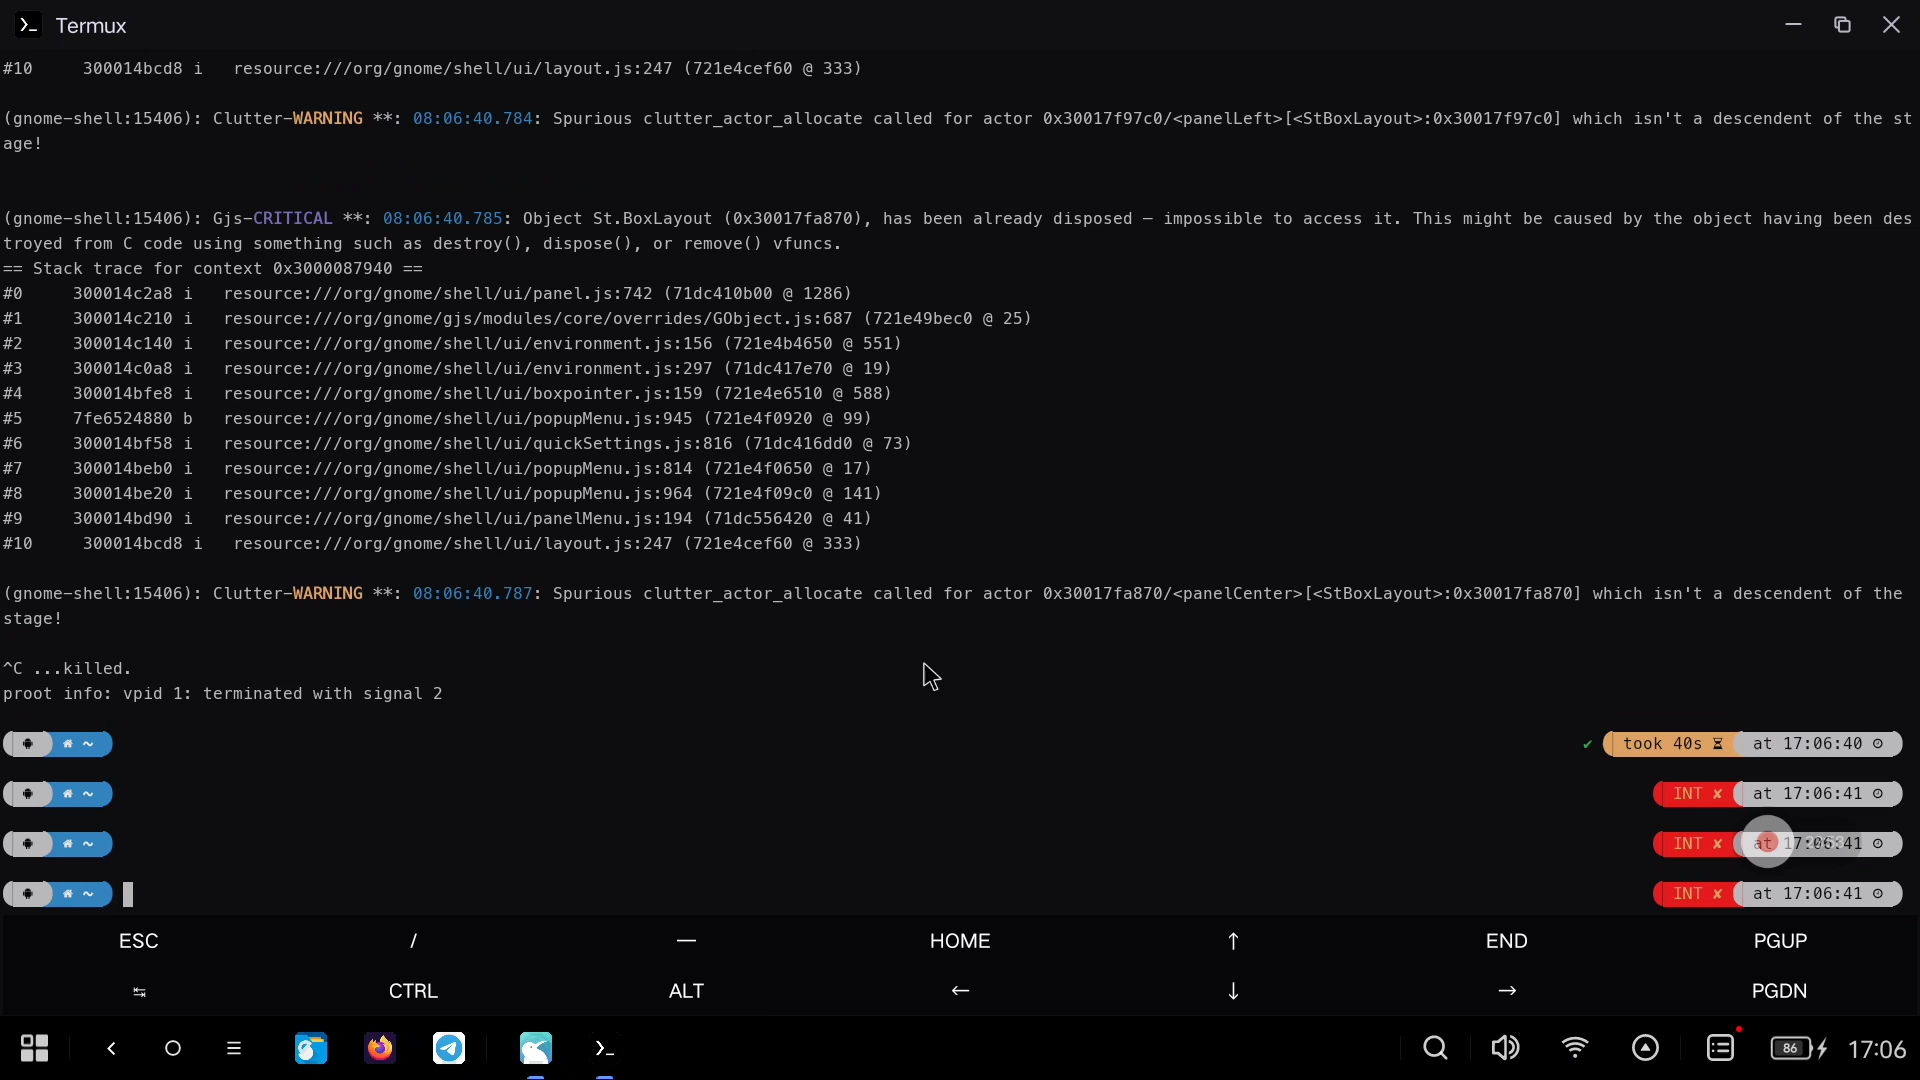 Termux
#10     300014bcd8 i   resource:///org/gnome/shell/ui/layout.js:247 (721e4cef60 @ 333)
(gnome-shell:15406): Clutter-WARNING **: 08:06:40.784: Spurious clutter_actor_allocate called for actor 0x30017f97c0/<panelLeft>[<StBoxLayout>:0x30017f97c0] which isn't a descendent of the st
age!
(gnome-shell:15406): Gjs-CRITICAL **: 08:06:40.785: Object St.BoxLayout (0x30017fa870), has been already disposed — impossible to access it. This might be caused by the object having been des
troyed from C code using something such as destroy(), dispose(), or remove() vfuncs.
== Stack trace for context 0x3000087940 ==
#0     300014c2a8 i   resource:///org/gnome/shell/ui/panel.js:742 (71dc410b00 @ 1286)
#1     300014c210 i   resource:///org/gnome/gjs/modules/core/overrides/GObject.js:687 (721e49bec0 @ 25)
#2     300014c140 i   resource:///org/gnome/shell/ui/environment.js:156 (721e4b4650 @ 551)
#3     300014c0a8 i   resource:///org/gnome/shell/ui/environment.js:297 (71dc417e70 @ 19)
#4     300014bfe8 i   resource:///org/gnome/shell/ui/boxpointer.js:159 (721e4e6510 @ 588)
#5     7fe6524880 b   resource:///org/gnome/shell/ui/popupMenu.js:945 (721e4f0920 @ 99)
#6     300014bf58 i   resource:///org/gnome/shell/ui/quickSettings.js:816 (71dc416dd0 @ 73)
#7     300014beb0 i   resource:///org/gnome/shell/ui/popupMenu.js:814 (721e4f0650 @ 17)
#8     300014be20 i   resource:///org/gnome/shell/ui/popupMenu.js:964 (721e4f09c0 @ 141)
#9     300014bd90 i   resource:///org/gnome/shell/ui/panelMenu.js:194 (71dc556420 @ 41)
#10     300014bcd8 i   resource:///org/gnome/shell/ui/layout.js:247 (721e4cef60 @ 333)
(gnome-shell:15406): Clutter-WARNING **: 08:06:40.787: Spurious clutter_actor_allocate called for actor 0x30017fa870/<panelCenter>[<StBoxLayout>:0x30017fa870] which isn't a descendent of the
stage!
^C ...killed.
proot info: vpid 1: terminated with signal 2
~ ✔ took 40s at 17:06:40
~ INT ✘ at 17:06:41
~ INT ✘ at 17:06:41
~ INT ✘ at 17:06:41
ESC / — HOME ↑ END PGUP
↹ CTRL ALT ← ↓ → PGDN
86 17:06